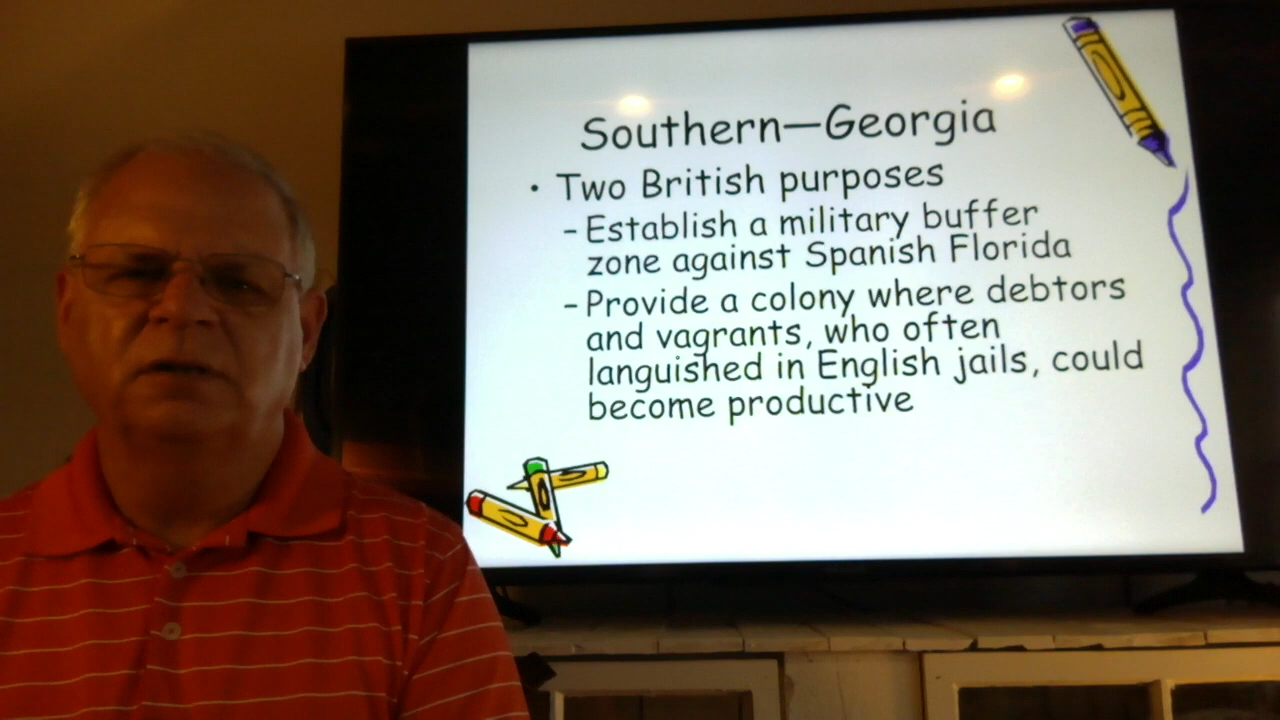 Southern—Georgia
• Two British purposes
– Establish a military buffer
zone against Spanish Florida
– Provide a colony where debtors
and vagrants, who often
languished in English jails, could
become productive